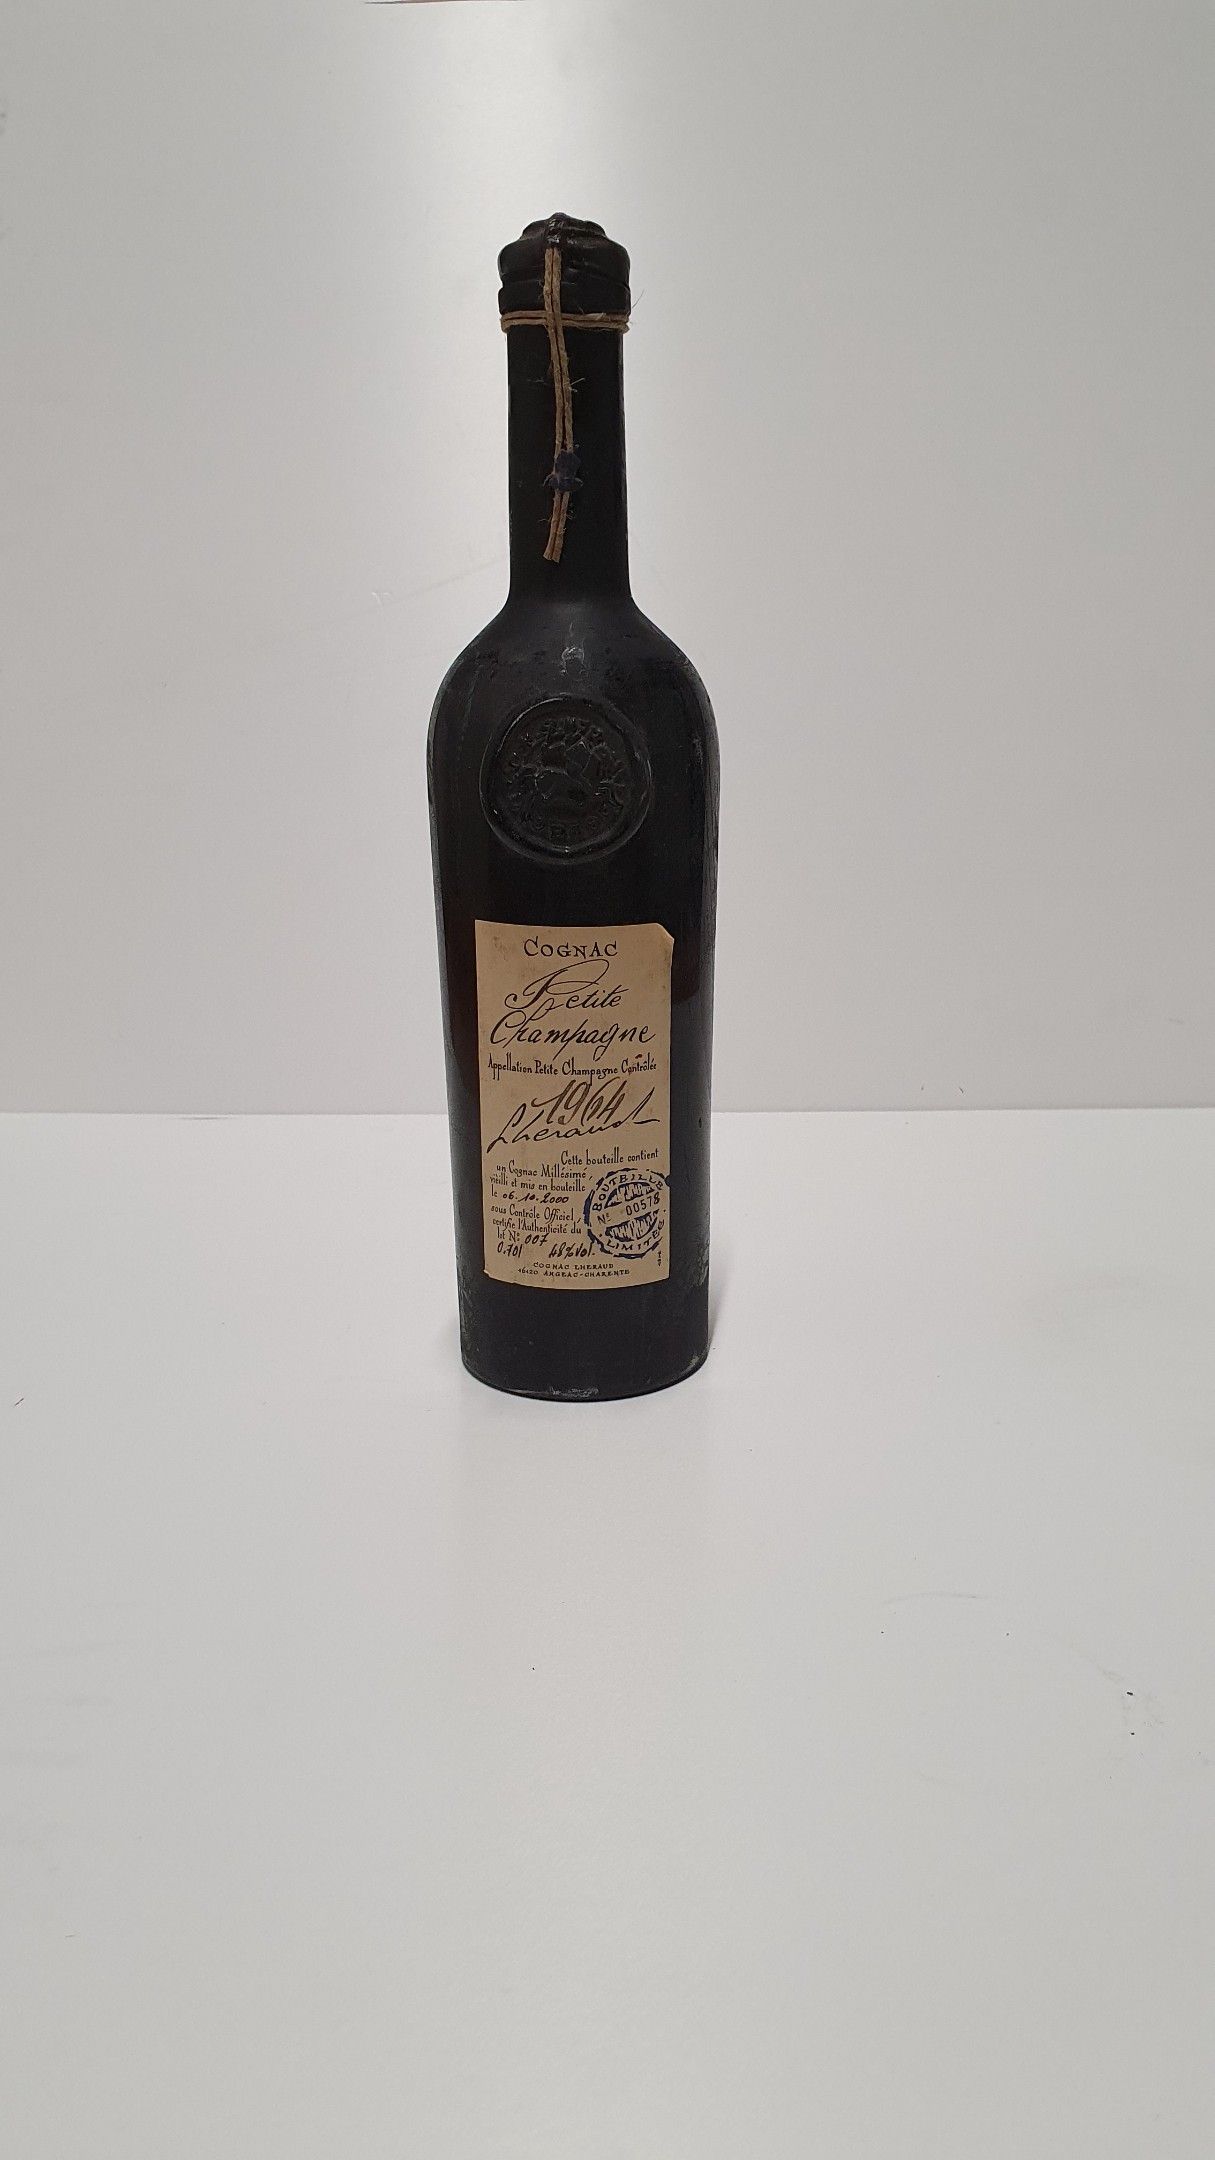 COGNAC
Petite
Champagne
Appellation Petite Champagne Contrôlée
1964
Lheraud
Cette bouteille contient
un Cognac Millésimé,
vieilli et mis en bouteille
le 06.10.2000
sous Contrôle Officiel,
certifie l'Authenticité du
lot N° 007
0.70l 48%Vol.
BOUTEILLE
N° 00578
LIMITÉE
COGNAC LHERAUD
16120 ANGEAC-CHARENTE